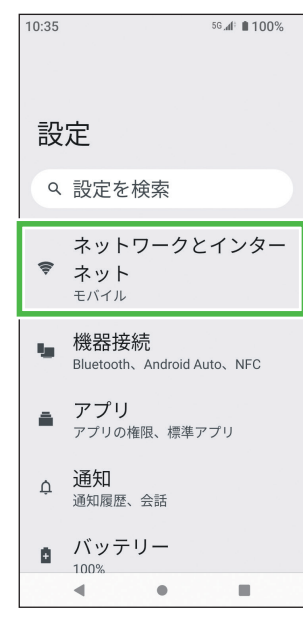 10:35 5G 100%
設定
設定を検索
ネットワークとインター
ネット
モバイル
機器接続
Bluetooth、Android Auto、NFC
アプリ
アプリの権限、標準アプリ
通知
通知履歴、会話
バッテリー
100%